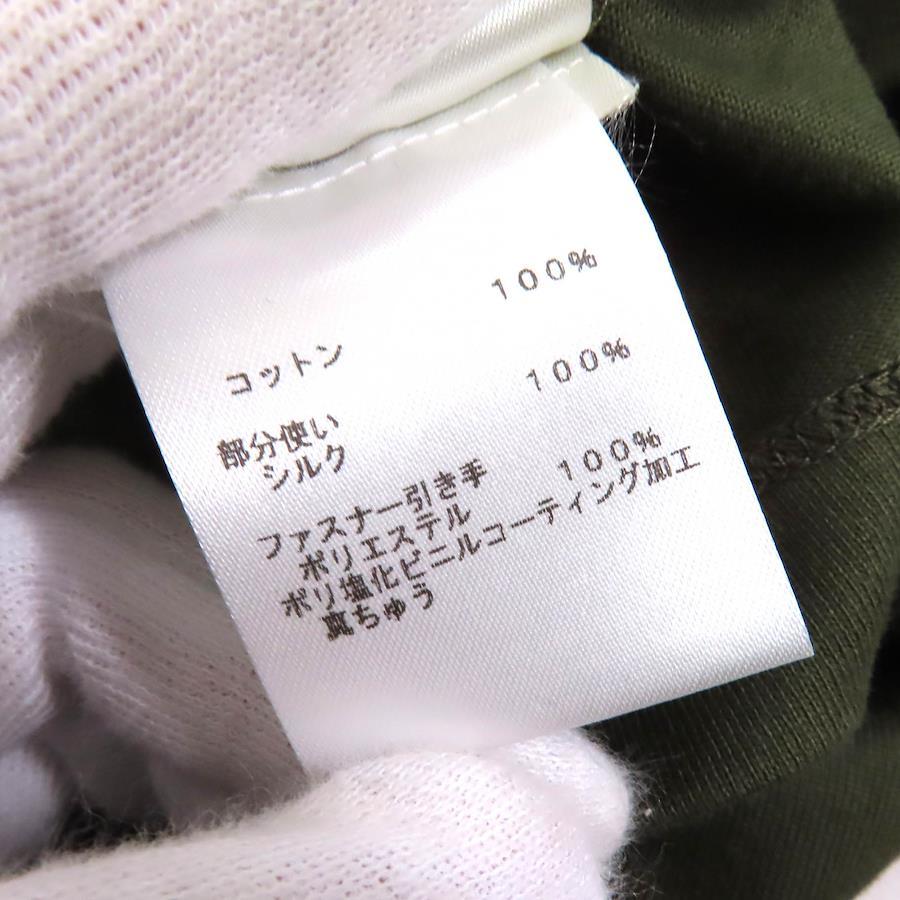 コットン 100%
部分使い
シルク 100%
ファスナー引き手
ポリエステル 100%
ポリ塩化ビニルコーティング加工
真ちゅう